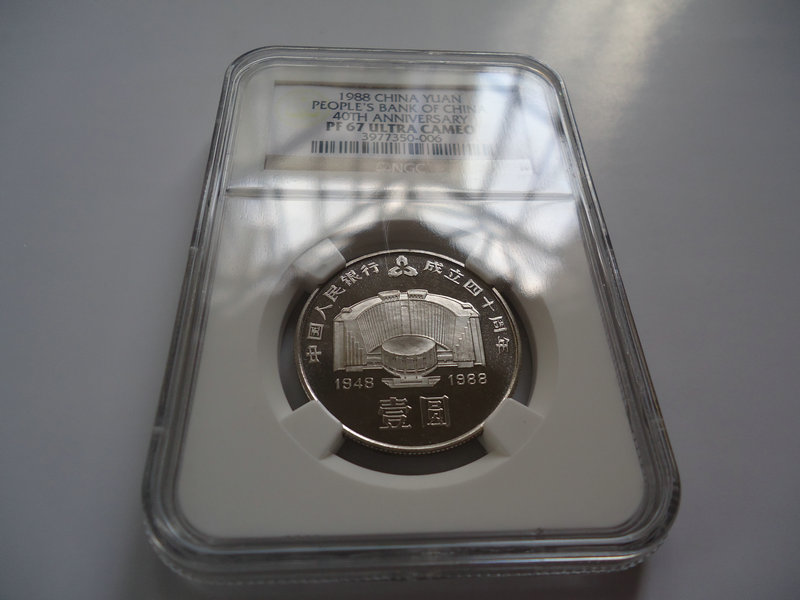 1988 CHINA YUAN
PEOPLE'S BANK OF CHINA
40TH ANNIVERSARY
PF 67 ULTRA CAMEO
3977350-006
NGC
中国人民银行 成立四十周年
1948 1988
壹圆